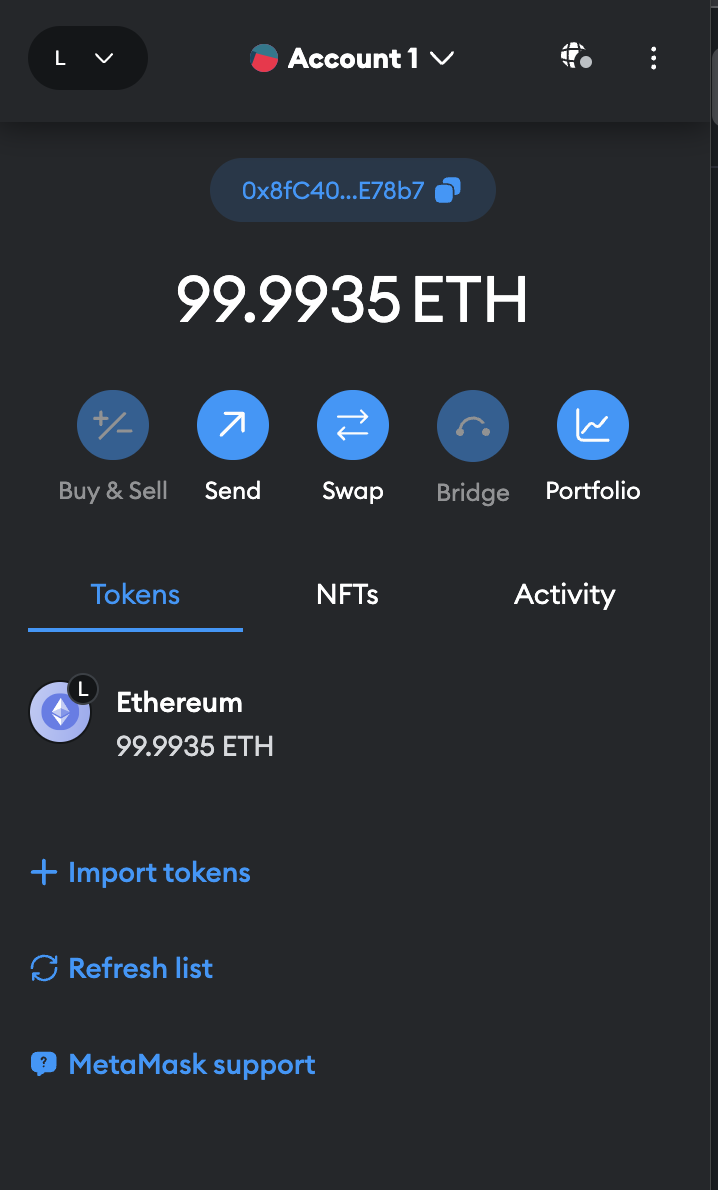 L
Account 1
0x8fC40...E78b7
99.9935 ETH
Buy & Sell
Send
Swap
Bridge
Portfolio
Tokens
NFTs
Activity
L
Ethereum
99.9935 ETH
Import tokens
Refresh list
MetaMask support